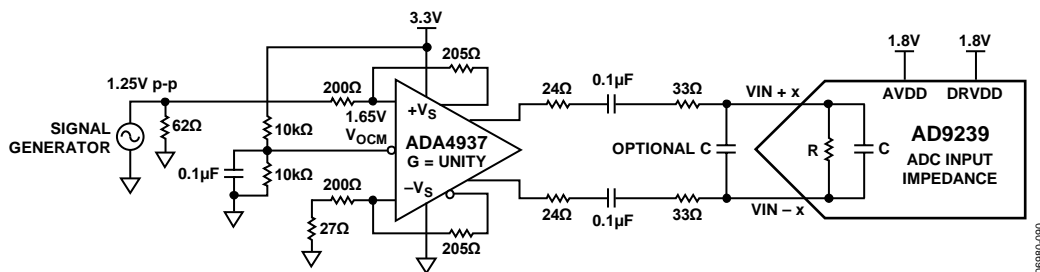 3.3V
1.8V 1.8V
205Ω
1.25V p-p
200Ω
24Ω
0.1µF
33Ω
VIN + x
AVDD DRVDD
+VS
1.65V
VOCM
SIGNAL
GENERATOR
62Ω
10kΩ
ADA4937
G = UNITY
OPTIONAL C
R
C
AD9239
ADC INPUT
IMPEDANCE
0.1µF
10kΩ
200Ω
–VS
24Ω
0.1µF
33Ω
VIN – x
27Ω
205Ω
06980-090